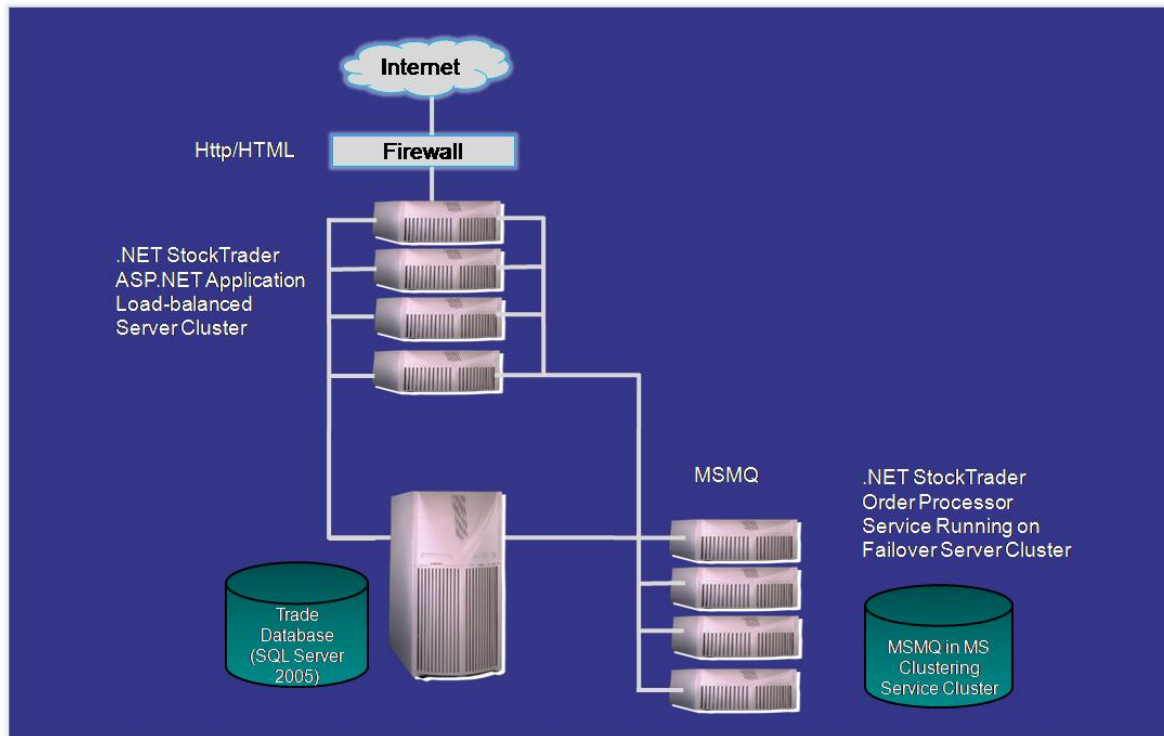 Internet
Http/HTML
Firewall
.NET StockTrader
ASP.NET Application
Load-balanced
Server Cluster
MSMQ
.NET StockTrader
Order Processor
Service Running on
Failover Server Cluster
Trade
Database
(SQL Server
2005)
MSMQ in MS
Clustering
Service Cluster